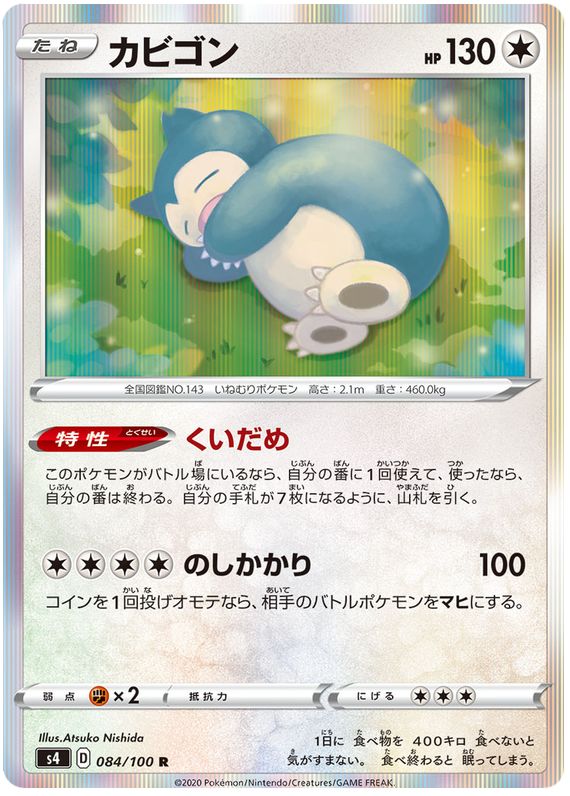 たね カビゴン HP 130
全国図鑑NO.143 いねむりポケモン 高さ:2.1m 重さ:460.0kg
特性 とくせい くいだめ
このポケモンがバトル場にいるなら、自分の番に1回使えて、使ったなら、
自分の番は終わる。自分の手札が7枚になるように、山札を引く。
のしかかり 100
コインを1回投げオモテなら、相手のバトルポケモンをマヒにする。
弱点 ×2 抵抗力 にげる
Illus.Atsuko Nishida
S4 D 084/100 R
1日に 食べ物を 400キロ 食べないと
気がすまない。食べ終わると 眠ってしまう。
©2020 Pokémon/Nintendo/Creatures/GAME FREAK.